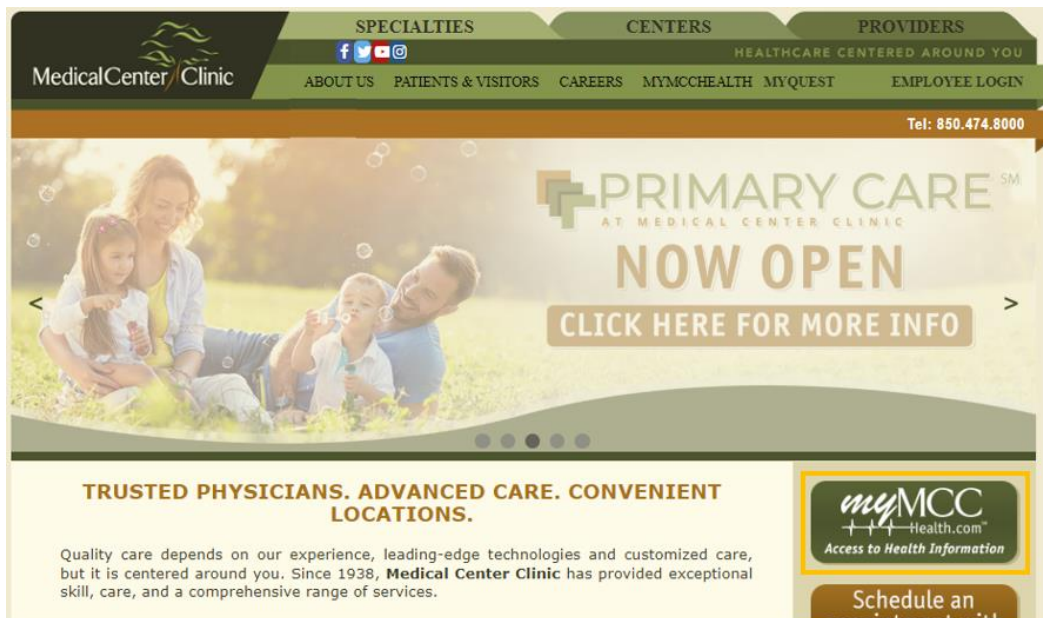 SPECIALTIES
CENTERS
PROVIDERS
HEALTHCARE CENTERED AROUND YOU
MedicalCenter Clinic
ABOUT US PATIENTS & VISITORS CAREERS MYMCCHEALTH MYQUEST EMPLOYEE LOGIN
Tel: 850.474.8000
PRIMARY CARE SM
AT MEDICAL CENTER CLINIC
NOW OPEN
CLICK HERE FOR MORE INFO
< >
TRUSTED PHYSICIANS. ADVANCED CARE. CONVENIENT
LOCATIONS.
Quality care depends on our experience, leading-edge technologies and customized care,
but it is centered around you. Since 1938, Medical Center Clinic has provided exceptional
skill, care, and a comprehensive range of services.
myMCC
Health.com™
Access to Health Information
Schedule an